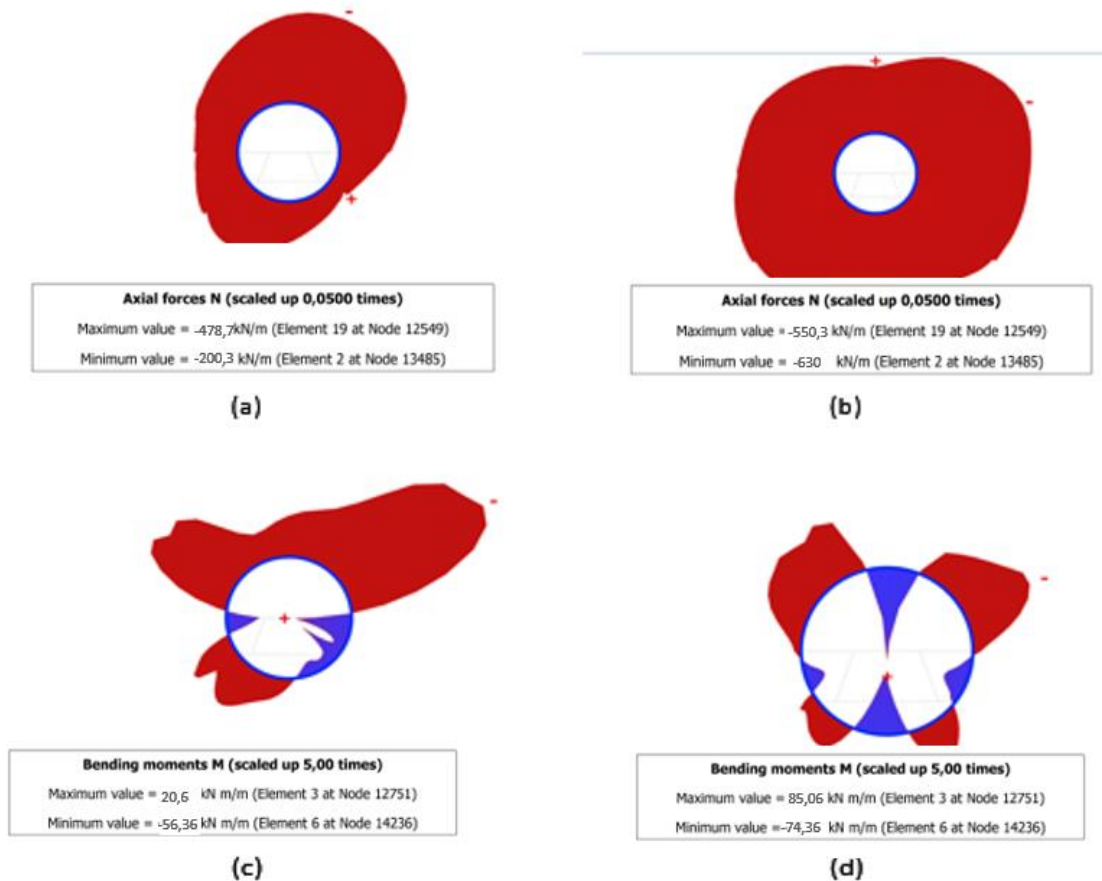 -
+
+
-
Axial forces N (scaled up 0,0500 times)
Maximum value = -478,7kN/m (Element 19 at Node 12549)
Minimum value = -200,3 kN/m (Element 2 at Node 13485)
(a)
Axial forces N (scaled up 0,0500 times)
Maximum value = -550,3 kN/m (Element 19 at Node 12549)
Minimum value = -630 kN/m (Element 2 at Node 13485)
(b)
-
+
-
+
Bending moments M (scaled up 5,00 times)
Maximum value = 20,6 kN m/m (Element 3 at Node 12751)
Minimum value = -56,36 kN m/m (Element 6 at Node 14236)
(c)
Bending moments M (scaled up 5,00 times)
Maximum value = 85,06 kN m/m (Element 3 at Node 12751)
Minimum value =-74,36 kN m/m (Element 6 at Node 14236)
(d)